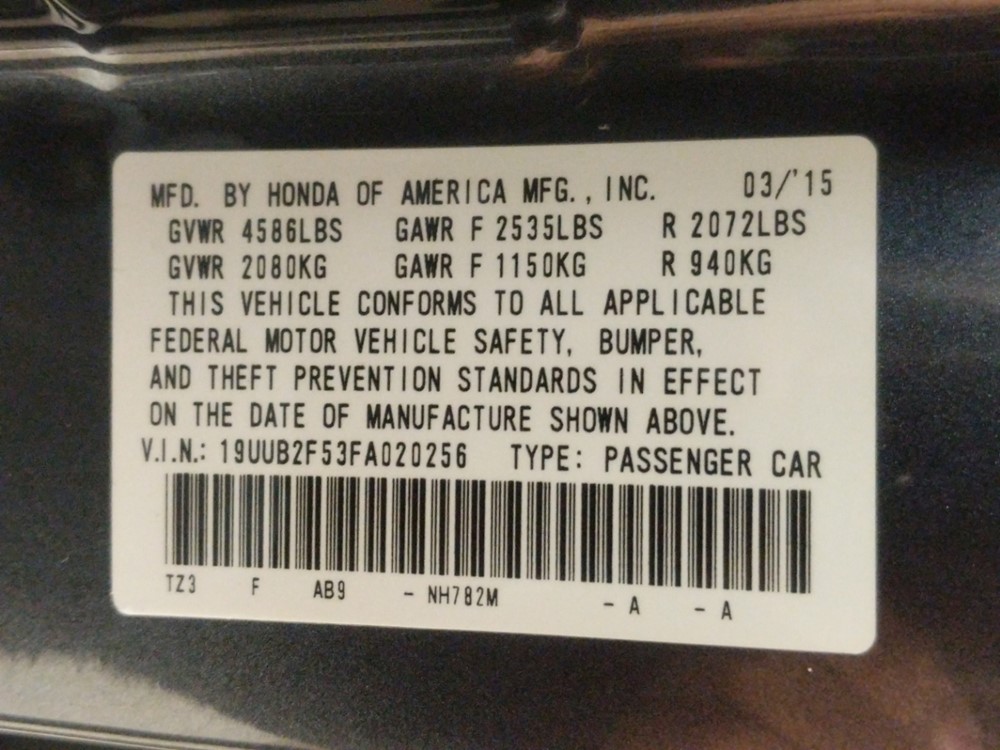 MFD. BY HONDA OF AMERICA MFG., INC. 03/'15
GVWR 4586LBS GAWR F 2535LBS R 2072LBS
GVWR 2080KG GAWR F 1150KG R 940KG
THIS VEHICLE CONFORMS TO ALL APPLICABLE
FEDERAL MOTOR VEHICLE SAFETY, BUMPER,
AND THEFT PREVENTION STANDARDS IN EFFECT
ON THE DATE OF MANUFACTURE SHOWN ABOVE.
V.I.N.: 19UUB2F53FA020256 TYPE: PASSENGER CAR
TZ3 F AB9 - NH782M - A - A